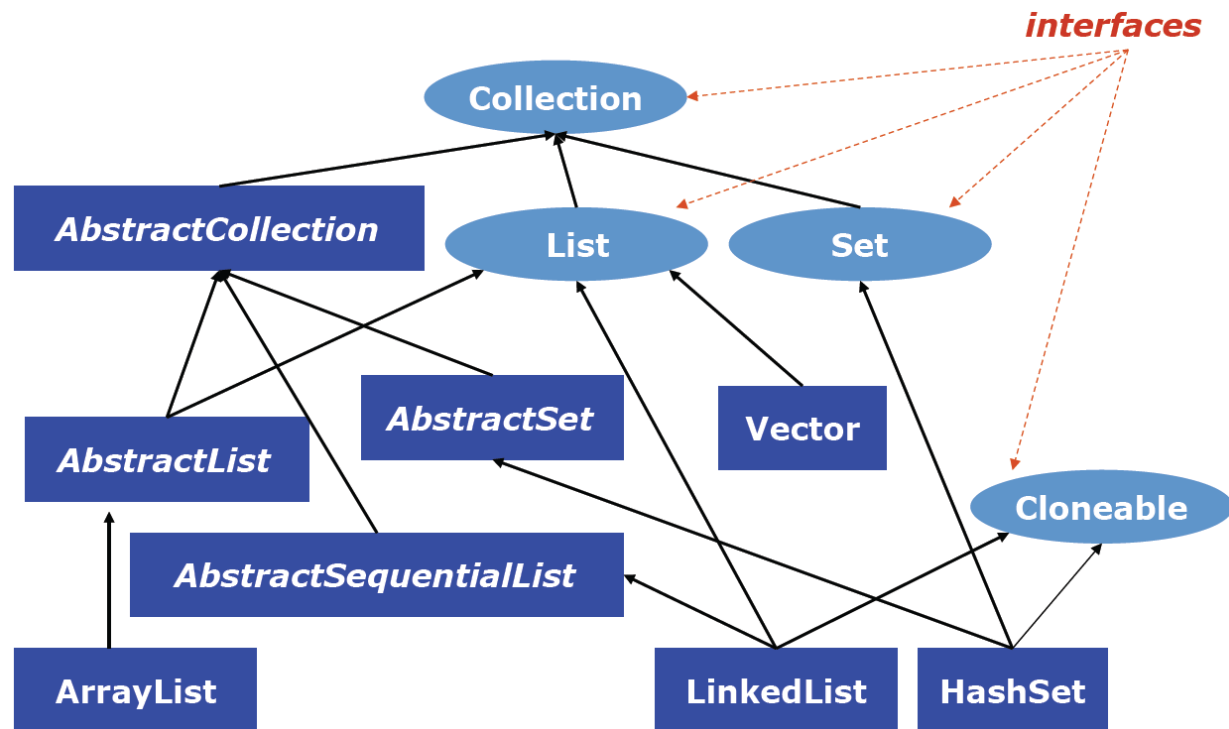 interfaces
Collection
AbstractCollection
List
Set
AbstractSet
Vector
AbstractList
Cloneable
AbstractSequentialList
ArrayList
LinkedList
HashSet